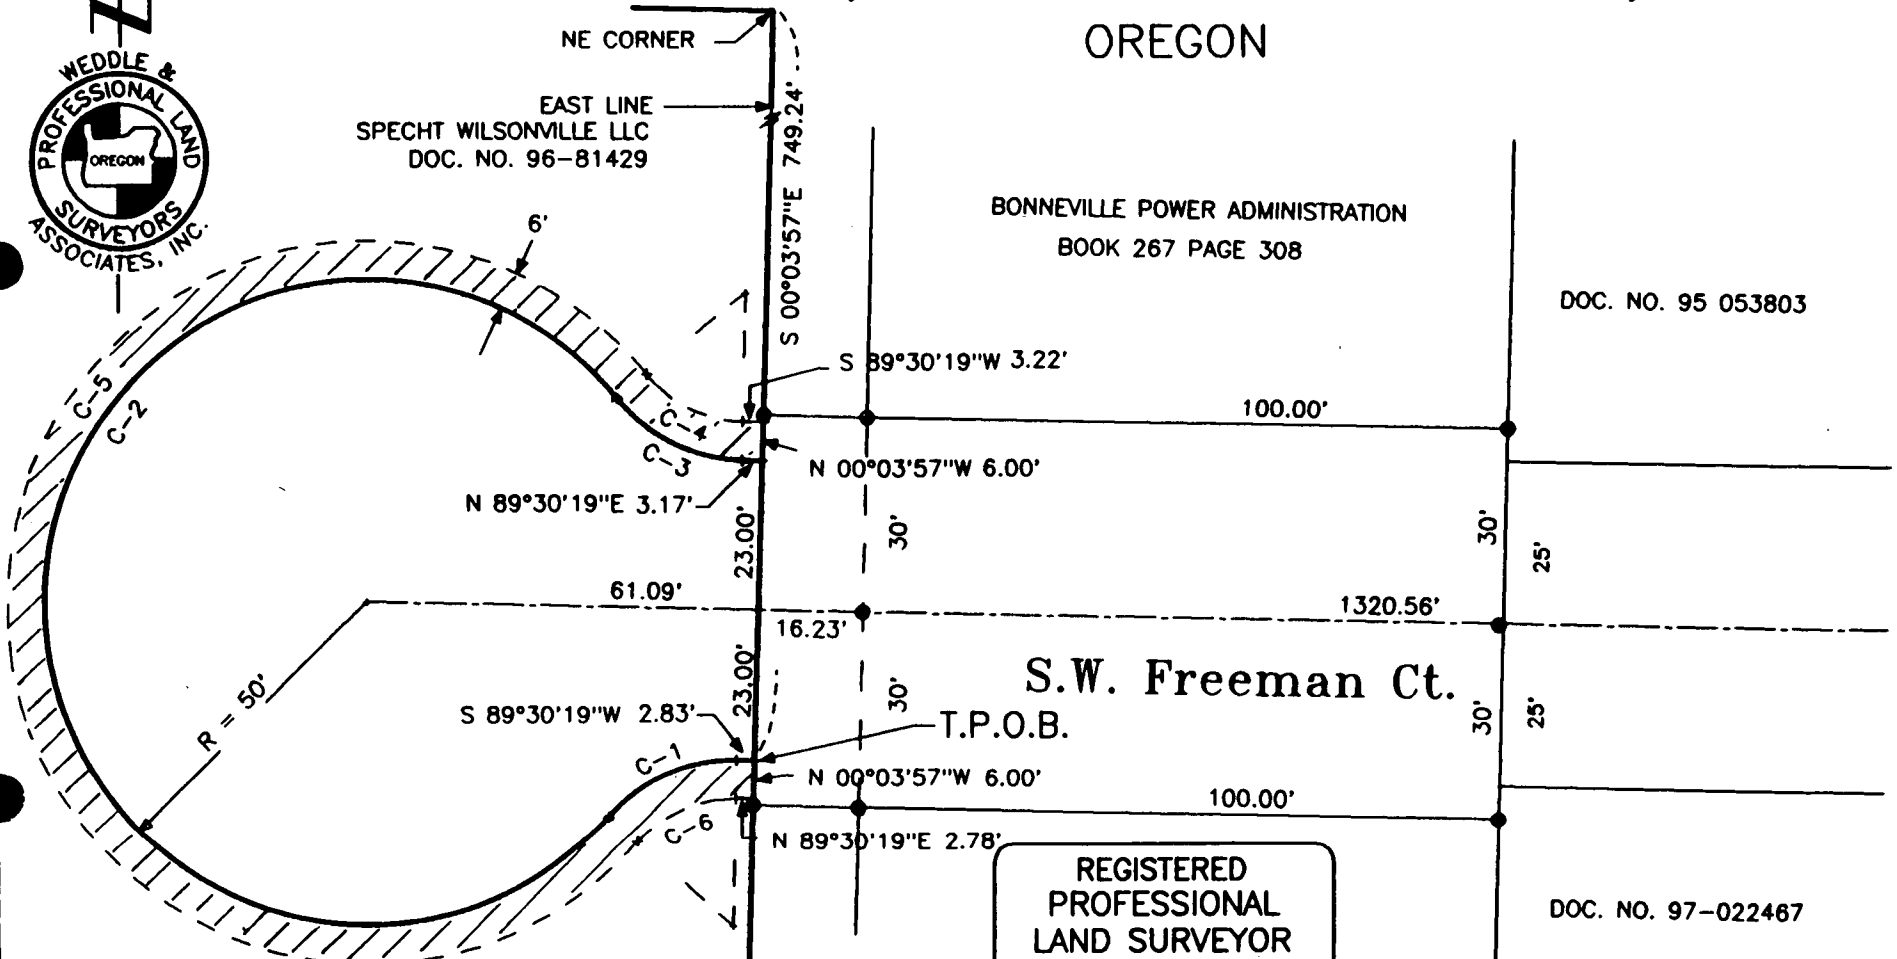 OREGON
NE CORNER
WEDDLE &
PROFESSIONAL LAND
SURVEYORS
ASSOCIATES, INC.
OREGON
EAST LINE
SPECHT WILSONVILLE LLC
DOC. NO. 96-81429
S 00°03'57"E 749.24'
BONNEVILLE POWER ADMINISTRATION
BOOK 267 PAGE 308
DOC. NO. 95 053803
6'
S 89°30'19"W 3.22'
100.00'
C-5
C-2
C-4
C-3
N 00°03'57"W 6.00'
N 89°30'19"E 3.17'
23.00'
30'
30'
25'
61.09'
16.23'
1320.56'
S.W. Freeman Ct.
R = 50'
23.00'
30'
30'
25'
S 89°30'19"W 2.83'
T.P.O.B.
C-1
N 00°03'57"W 6.00'
100.00'
C-6
N 89°30'19"E 2.78'
REGISTERED
PROFESSIONAL
LAND SURVEYOR
DOC. NO. 97-022467